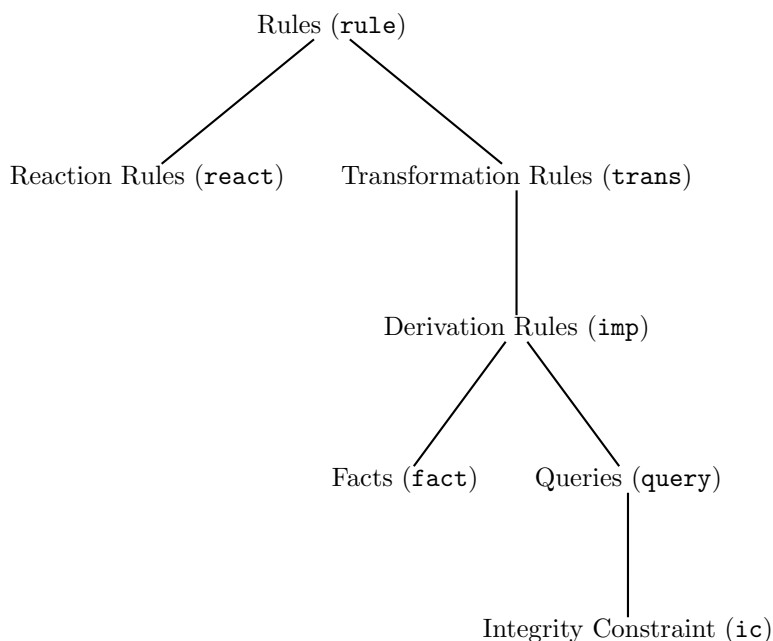 Rules (rule)
Reaction Rules (react)
Transformation Rules (trans)
Derivation Rules (imp)
Facts (fact)
Queries (query)
Integrity Constraint (ic)